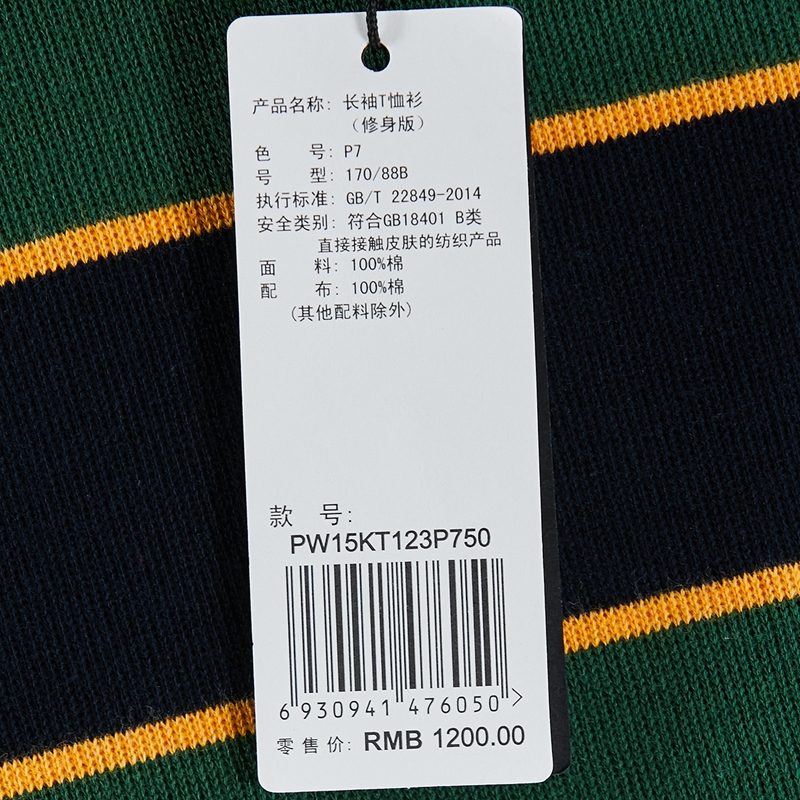 产品名称: 长袖T恤衫
（修身版）
色 号: P7
号 型: 170/88B
执行标准: GB/T 22849-2014
安全类别: 符合GB18401 B类
直接接触皮肤的纺织产品
面 料: 100%棉
配 布: 100%棉
(其他配料除外)
款 号:
PW15KT123P750
6 930941 476050 >
零售价: RMB 1200.00